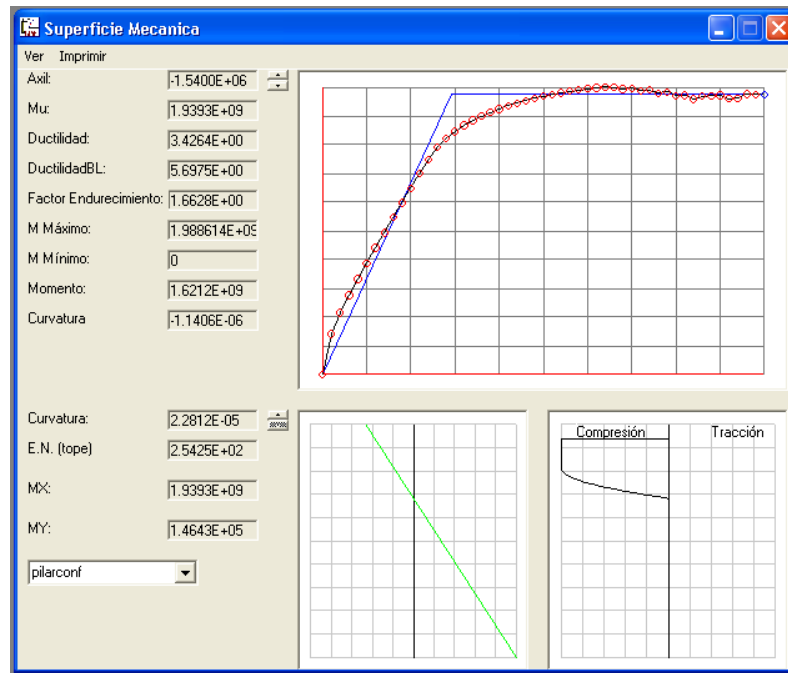 Superficie Mecanica
Ver Imprimir
Axil: -1.5400E+06
Mu: 1.9393E+09
Ductilidad: 3.4264E+00
DuctilidadBL: 5.6975E+00
Factor Endurecimiento: 1.6628E+00
M Máximo: 1.988614E+09
M Mínimo: 0
Momento: 1.6212E+09
Curvatura -1.1406E-06
Curvatura: 2.2812E-05
E.N. (tope) 2.5425E+02
MX: 1.9393E+09
MY: 1.4643E+05
pilarconf
Compresión Tracción